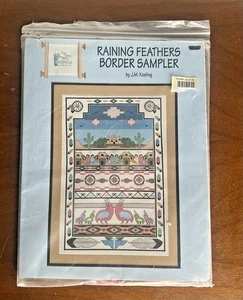 RAINING FEATHERS
BORDER SAMPLER
by J.M. Keeling